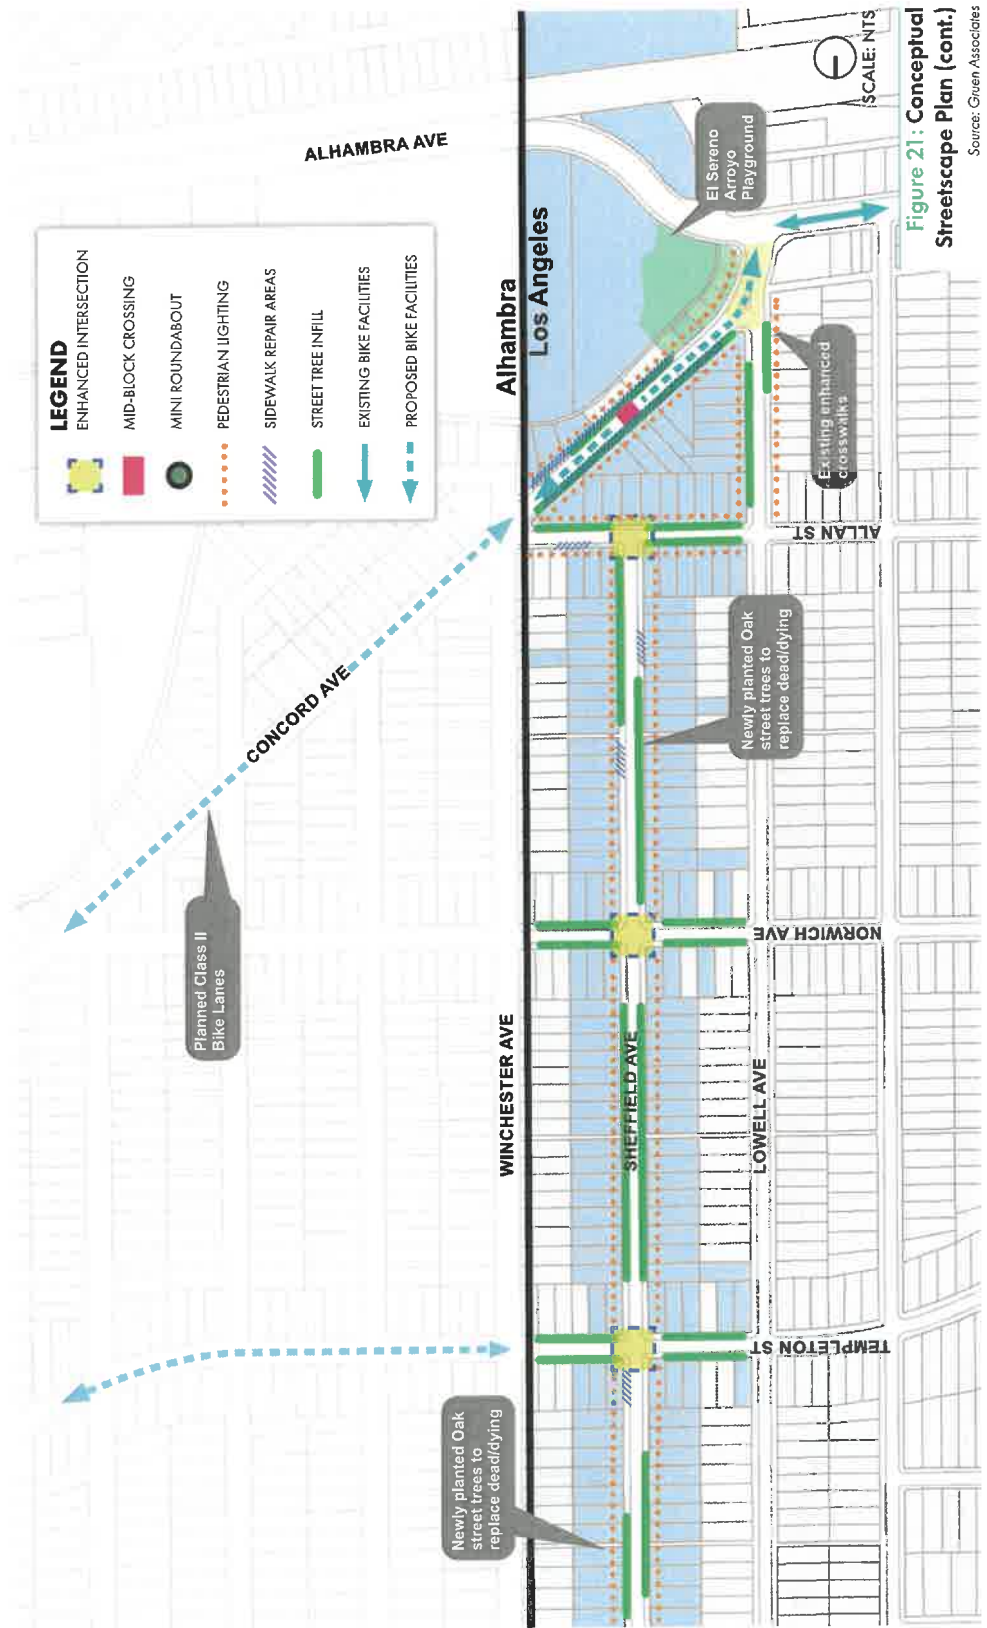 LEGEND
ENHANCED INTERSECTION
MID-BLOCK CROSSING
MINI ROUNDABOUT
PEDESTRIAN LIGHTING
SIDEWALK REPAIR AREAS
STREET TREE INFILL
EXISTING BIKE FACILITIES
PROPOSED BIKE FACILITIES
ALHAMBRA AVE
CONCORD AVE
Planned Class II
Bike Lanes
WINCHESTER AVE
Alhambra
Los Angeles
El Sereno
Arroyo
Playground
Existing enhanced
crosswalks
Newly planted Oak
street trees to
replace dead/dying
Newly planted Oak
street trees to
replace dead/dying
SHEFFIELD AVE
LOWELL AVE
TEMPLETON ST
NORWICH AVE
ALLAN ST
SCALE: NTS
Figure 21: Conceptual
Streetscape Plan (cont.)
Source: Gruen Associates